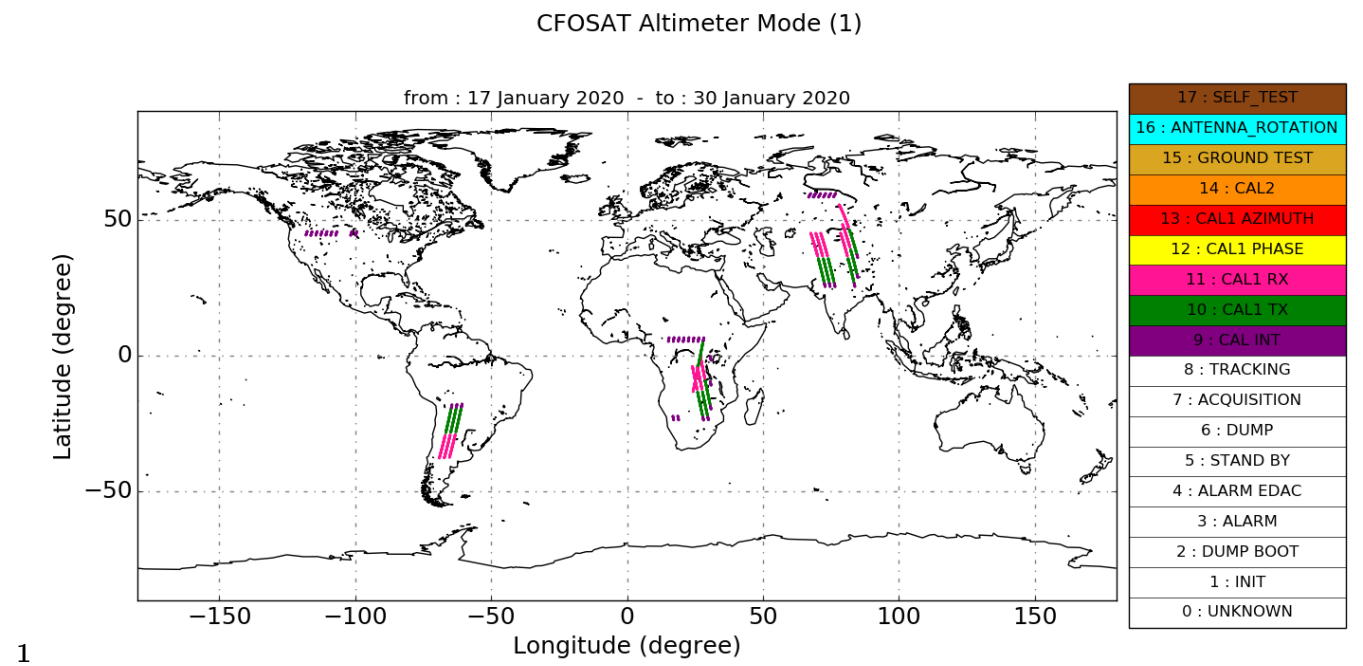 CFOSAT Altimeter Mode (1)
from : 17 January 2020 - to : 30 January 2020
17 : SELF_TEST
16 : ANTENNA_ROTATION
15 : GROUND TEST
14 : CAL2
13 : CAL1 AZIMUTH
12 : CAL1 PHASE
11 : CAL1 RX
10 : CAL1 TX
9 : CAL INT
8 : TRACKING
7 : ACQUISITION
6 : DUMP
5 : STAND BY
4 : ALARM EDAC
3 : ALARM
2 : DUMP BOOT
1 : INIT
0 : UNKNOWN
Latitude (degree)
50
0
−50
−150 −100 −50 0 50 100 150
Longitude (degree)
1